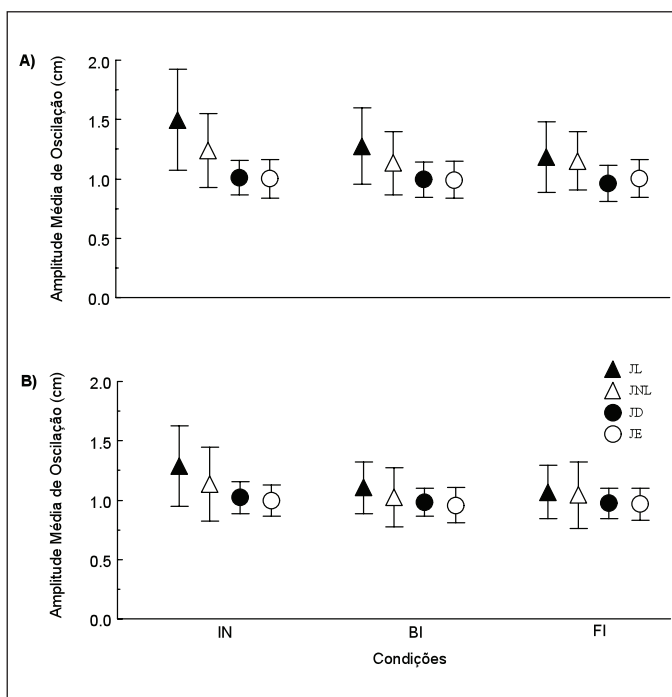 A)
Amplitude Média de Oscilação (cm)
2.0
1.5
1.0
0.5
0.0
B)
Amplitude Média de Oscilação (cm)
2.0
1.5
1.0
0.5
0.0
JL
JNL
JD
JE
IN BI FI
Condições